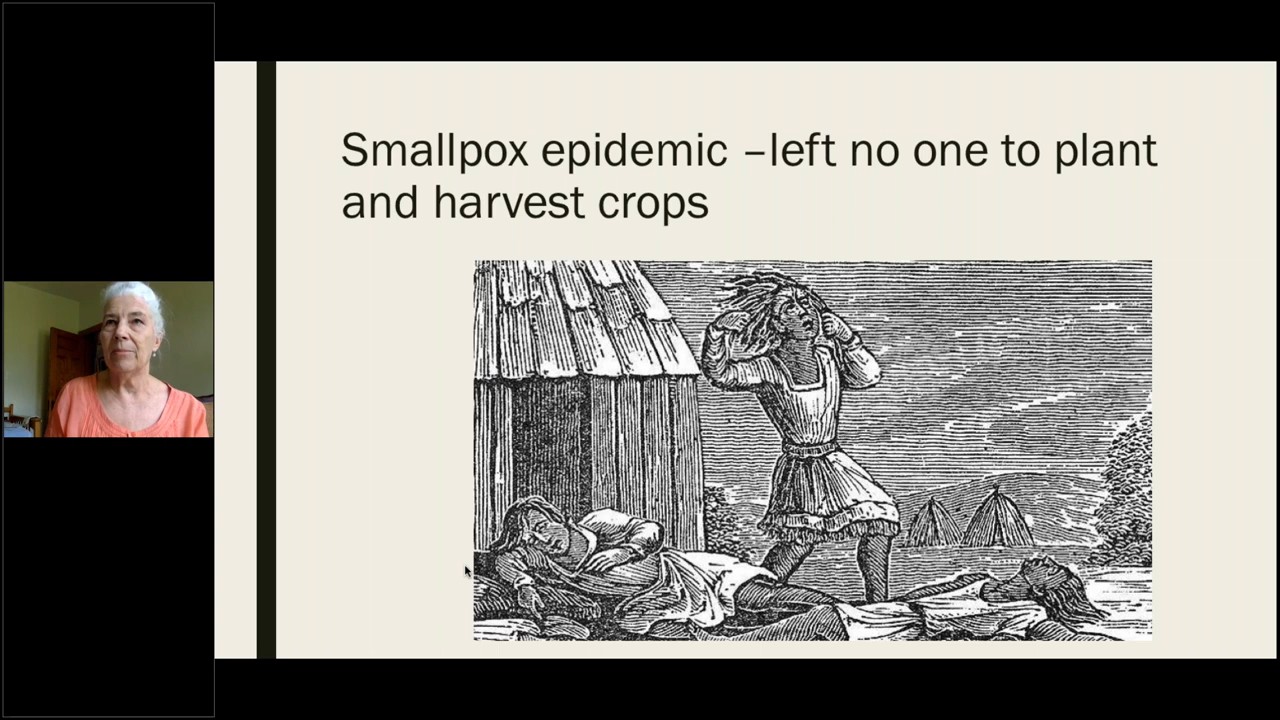 Smallpox epidemic –left no one to plant
and harvest crops